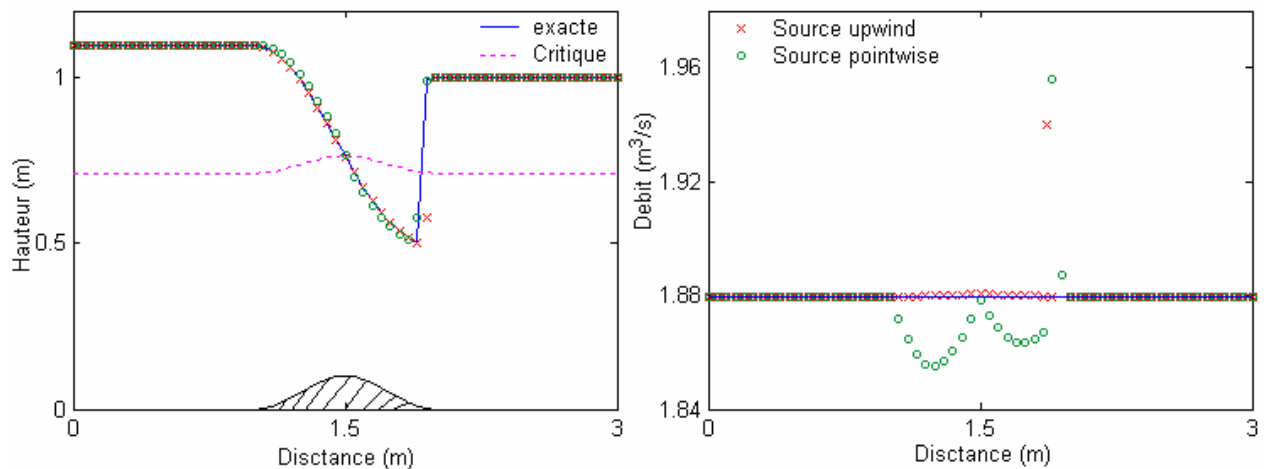 exacte
Critique
1
0.5
0
Hauteur (m)
0
1.5
3
Disctance (m)
Source upwind
Source pointwise
1.96
1.92
1.88
1.84
Debit (m³/s)
0
1.5
3
Disctance (m)